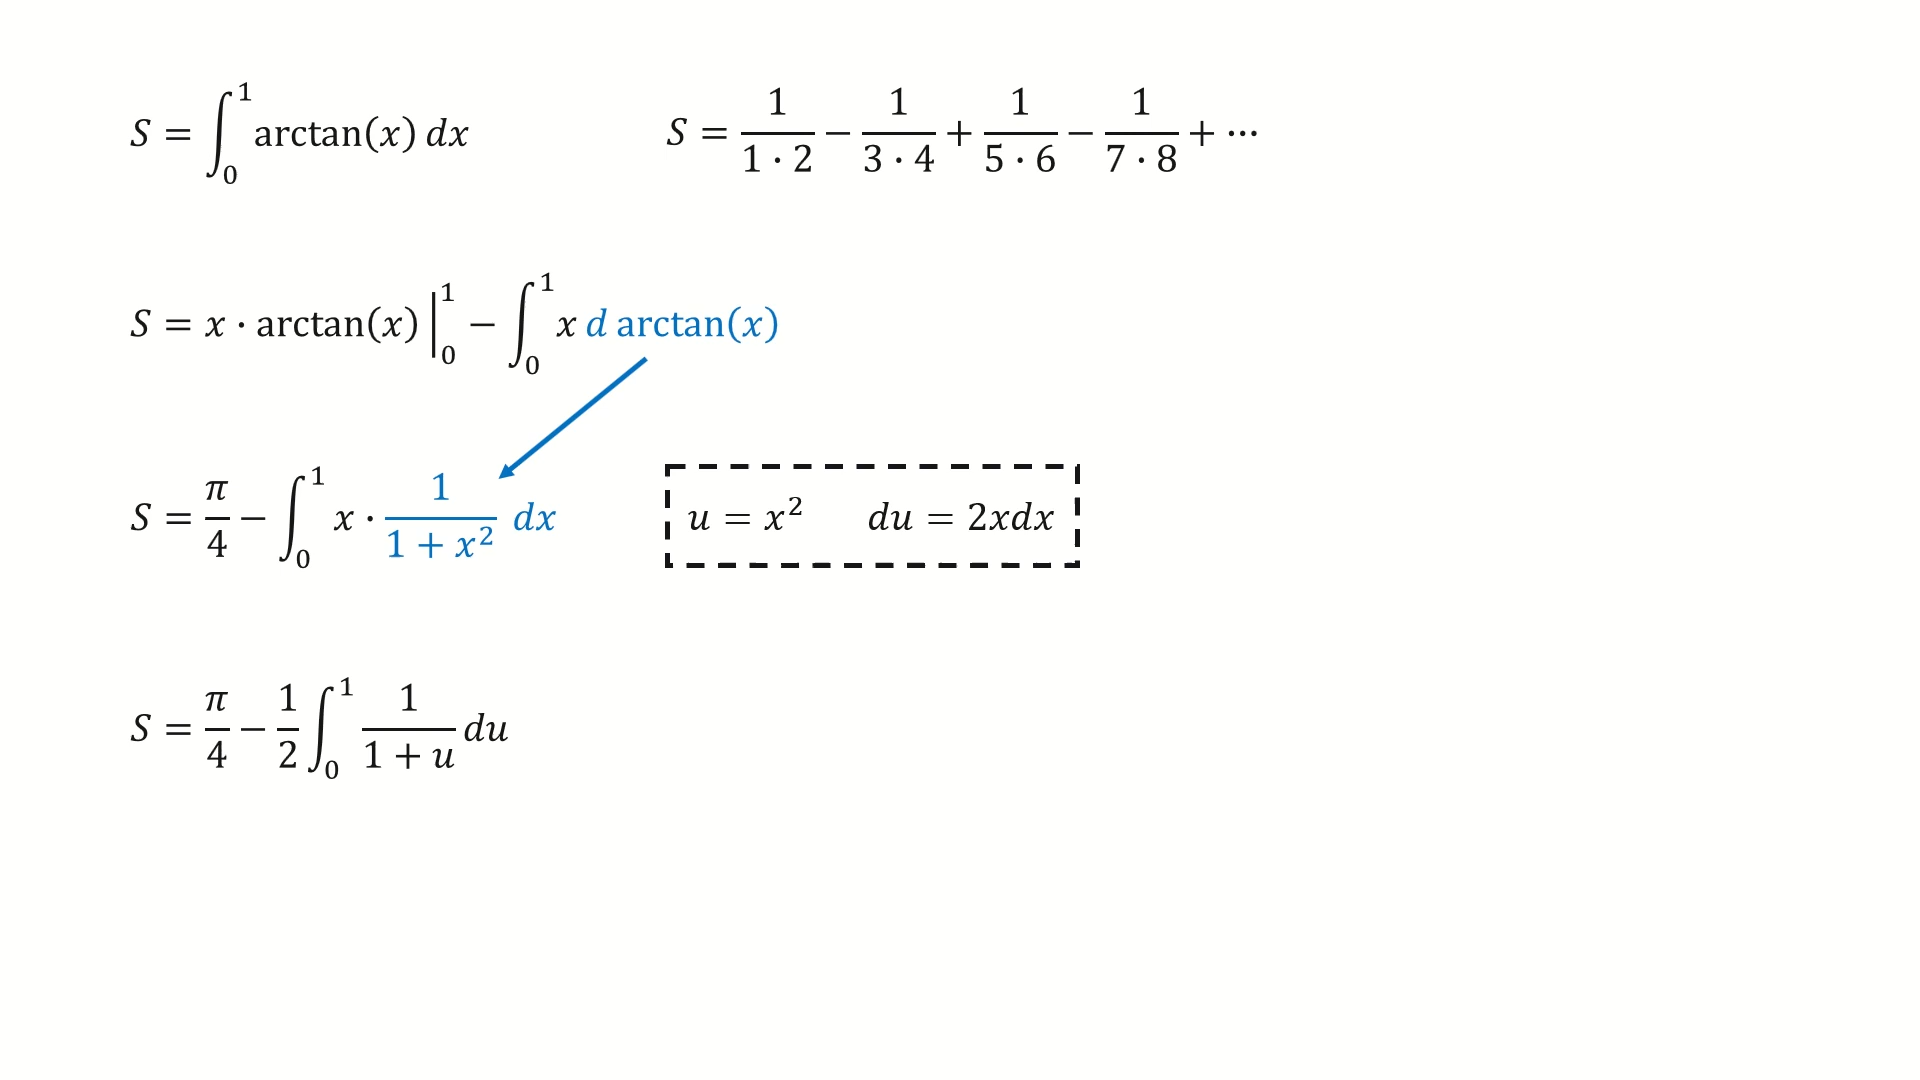 S = ∫₀¹ arctan(x) dx    S = 1/(1·2) − 1/(3·4) + 1/(5·6) − 1/(7·8) + ⋯
S = x · arctan(x) |₀¹ − ∫₀¹ x d arctan(x)
S = π/4 − ∫₀¹ x · 1/(1 + x²) dx    u = x²    du = 2xdx
S = π/4 − 1/2 ∫₀¹ 1/(1 + u) du